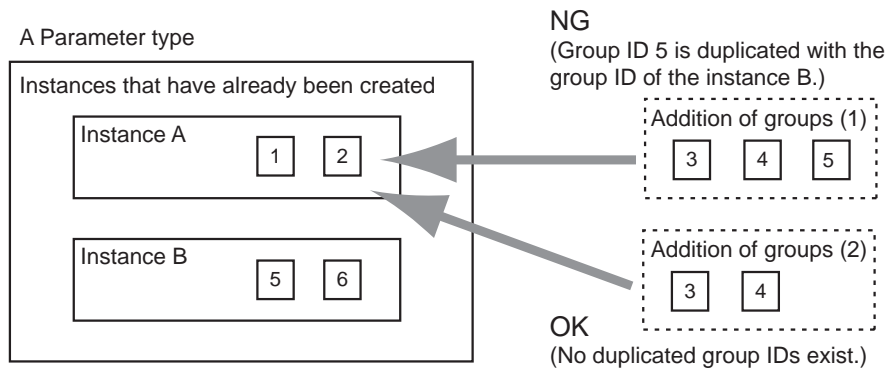 A Parameter type
Instances that have already been created
Instance A
1 2
Instance B
5 6
NG
(Group ID 5 is duplicated with the
group ID of the instance B.)
Addition of groups (1)
3 4 5
Addition of groups (2)
3 4
OK
(No duplicated group IDs exist.)